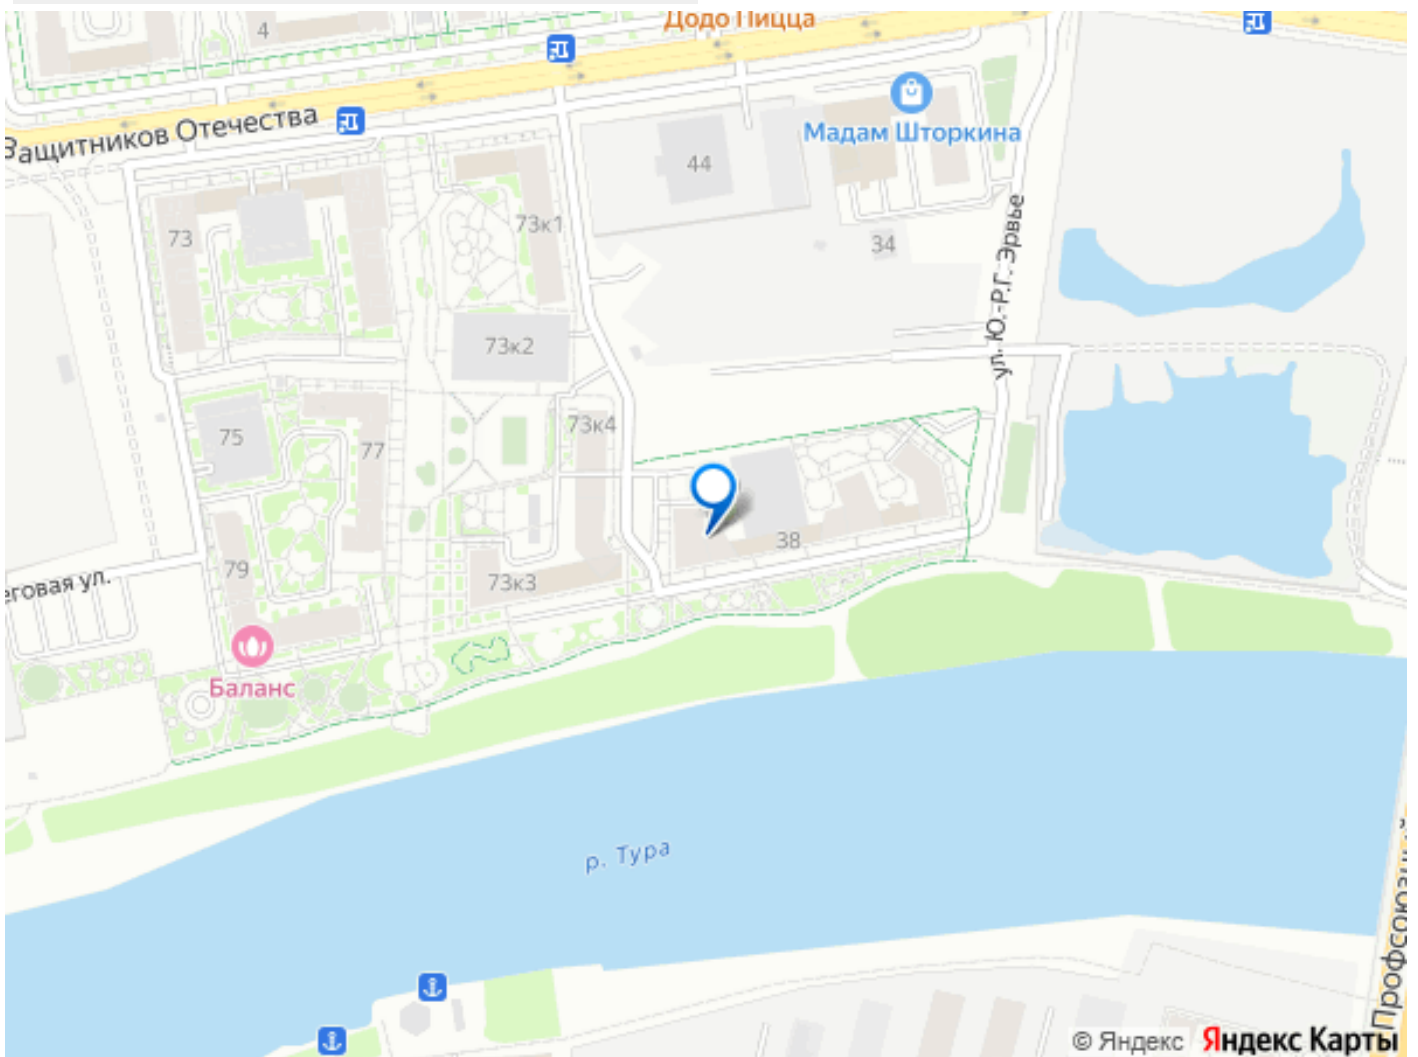 Додо Пицца
4
Защитников Отечества
Мадам Шторкина
44
73
73к1
34
ул. Ю.-Р.Г. Эрвье
73к2
75
77
73к4
38
79
73к3
еговая ул.
Баланс
р. Тура
Профсоюзн
© Яндекс Яндекс Карты